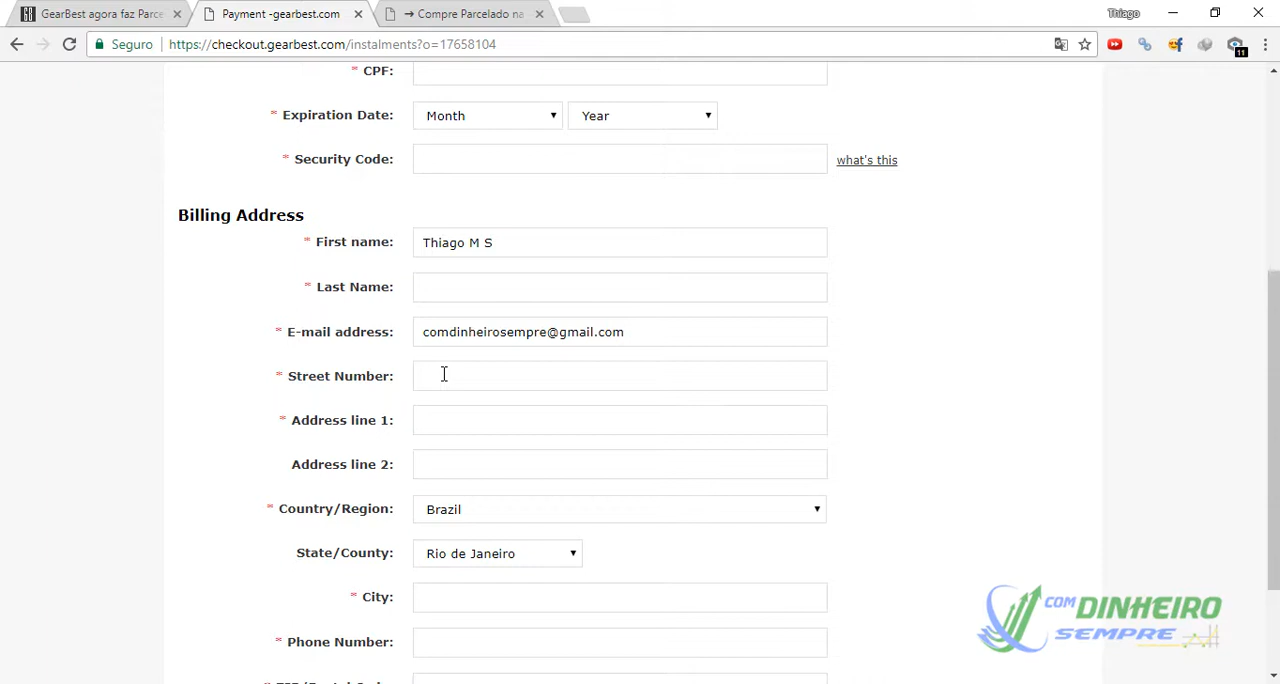 GearBest agora faz Parce
Payment -gearbest.com
→ Compre Parcelado na
Thiago
Seguro
https://checkout.gearbest.com/instalments?o=17658104
11
* CPF:
* Expiration Date:
Month
Year
* Security Code:
what's this
Billing Address
* First name:
Thiago M S
* Last Name:
* E-mail address:
comdinheirosempre@gmail.com
* Street Number:
* Address line 1:
Address line 2:
* Country/Region:
Brazil
State/County:
Rio de Janeiro
* City:
* Phone Number:
COM DINHEIRO
SEMPRE